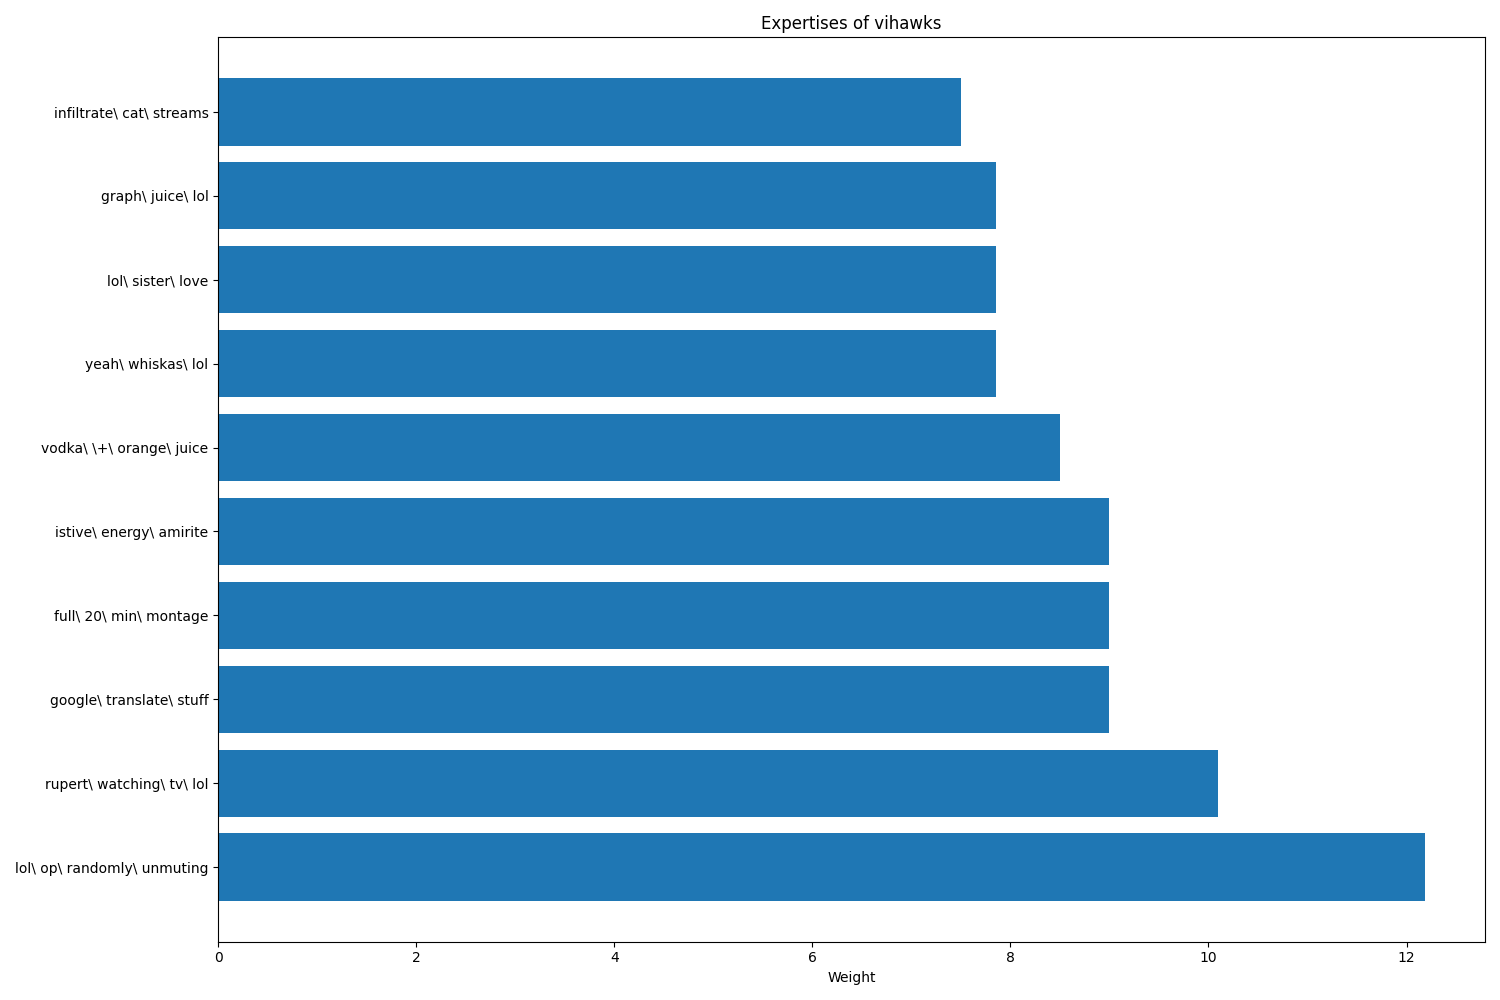 Expertises of vihawks
infiltrate\ cat\ streams
graph\ juice\ lol
lol\ sister\ love
yeah\ whiskas\ lol
vodka\ \+\ orange\ juice
istive\ energy\ amirite
full\ 20\ min\ montage
google\ translate\ stuff
rupert\ watching\ tv\ lol
lol\ op\ randomly\ unmuting
0 2 4 6 8 10 12
Weight